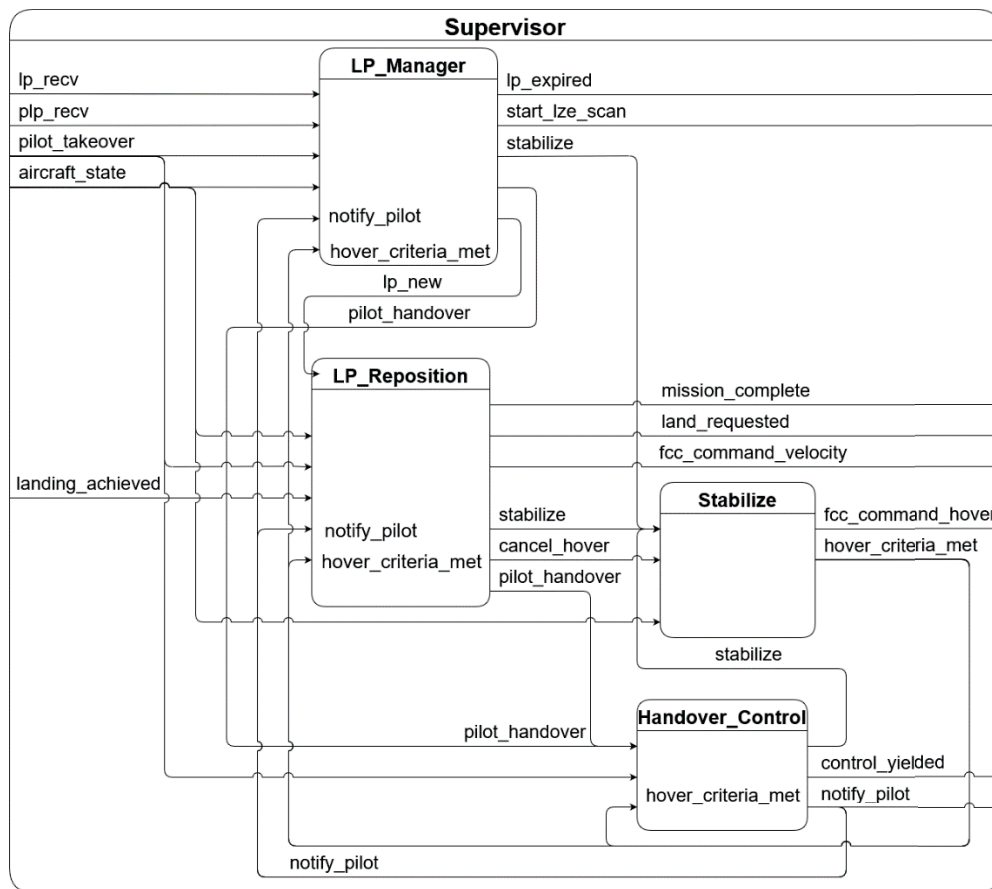 Supervisor
LP_Manager
lp_recv
lp_expired
plp_recv
start_lze_scan
pilot_takeover
stabilize
aircraft_state
notify_pilot
hover_criteria_met
lp_new
pilot_handover
LP_Reposition
mission_complete
land_requested
fcc_command_velocity
landing_achieved
Stabilize
notify_pilot
stabilize
fcc_command_hover
hover_criteria_met
cancel_hover
hover_criteria_met
pilot_handover
stabilize
Handover_Control
pilot_handover
control_yielded
hover_criteria_met
notify_pilot
notify_pilot